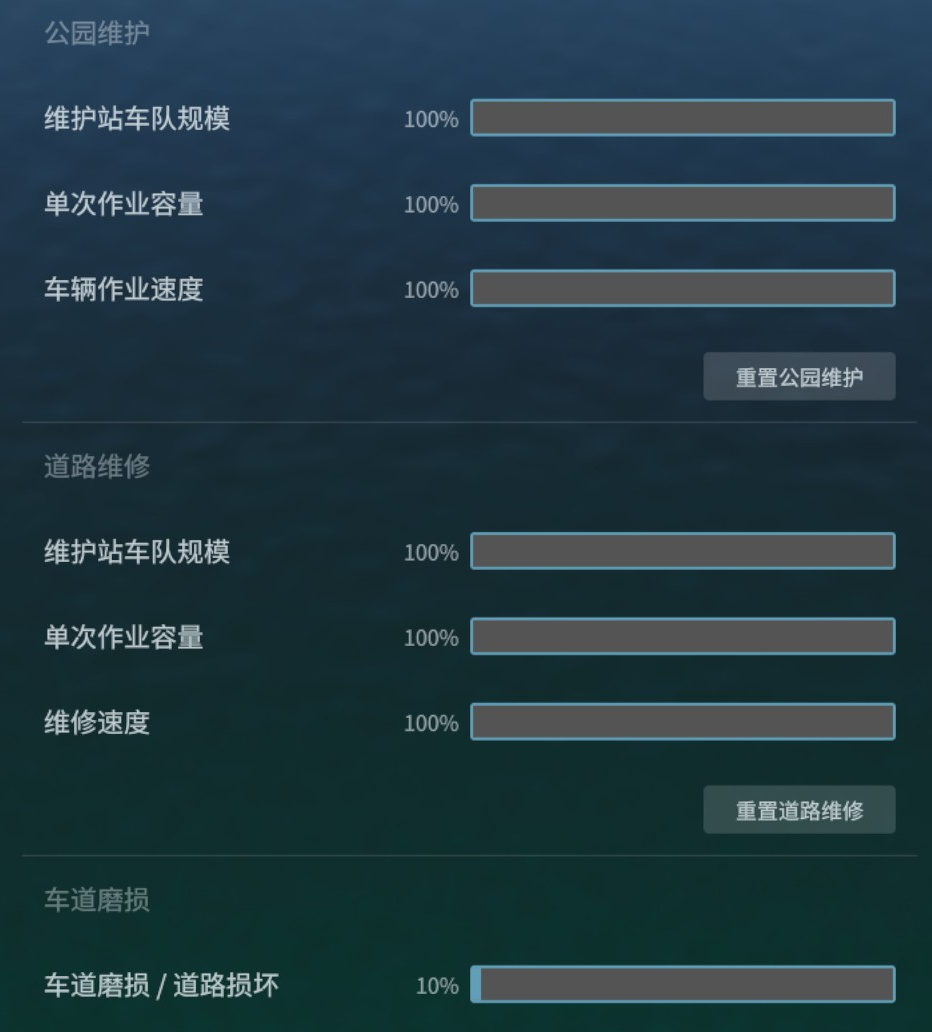 公园维护
维护站车队规模 100%
单次作业容量 100%
车辆作业速度 100%
重置公园维护
道路维修
维护站车队规模 100%
单次作业容量 100%
维修速度 100%
重置道路维修
车道磨损
车道磨损 / 道路损坏 10%